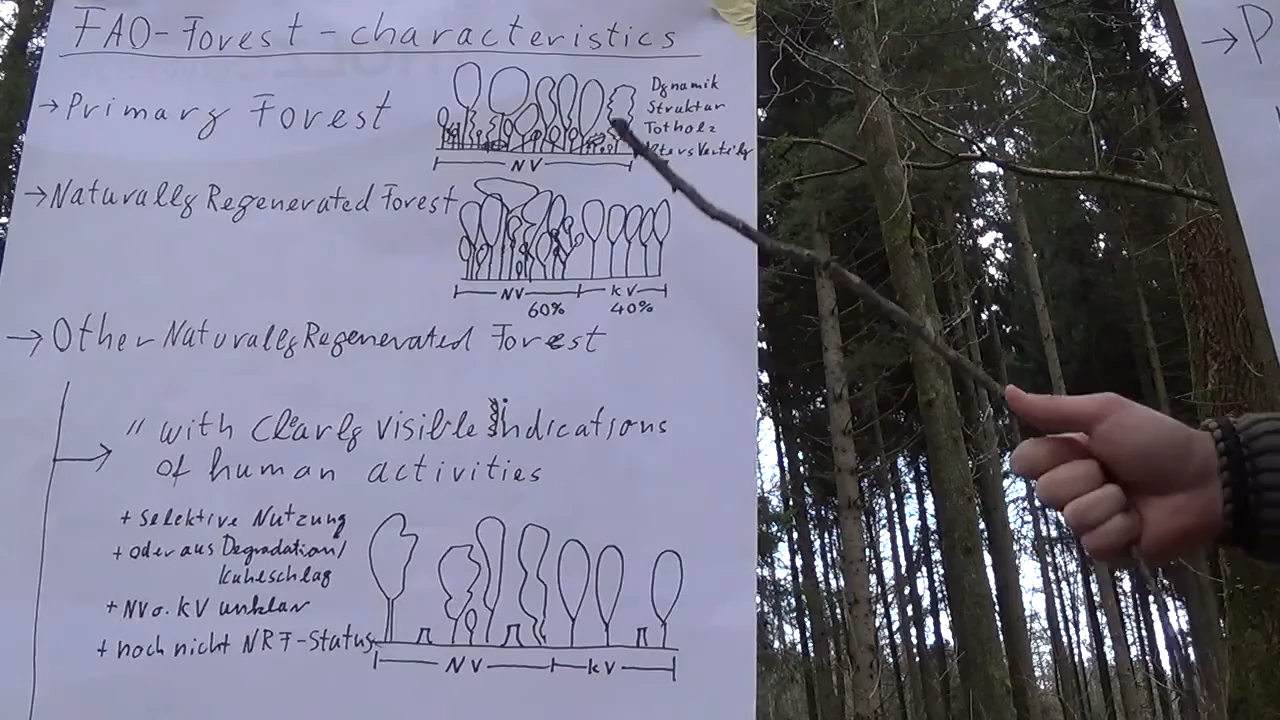 FAO-Forest-characteristics
→ Primary Forest
Dynamik
Struktur
Totholz
NV
→ Naturally Regenerated Forest
NV kV
60% 40%
→ Other Naturally Regenerated Forest
" with Clearly visible indications
of human activities
+ Selektive Nutzung
+ oder aus Degradation/
Kahlschlag
+ NV o. kV unklar
+ noch nicht NRF-Status
NV kV
→ P